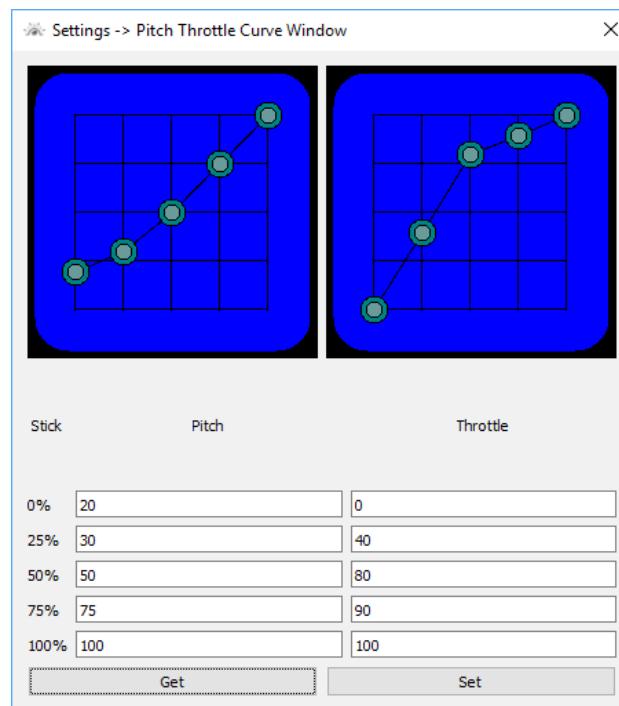 Settings -> Pitch Throttle Curve Window
Stick Pitch Throttle
0% 20 0
25% 30 40
50% 50 80
75% 75 90
100% 100 100
Get Set